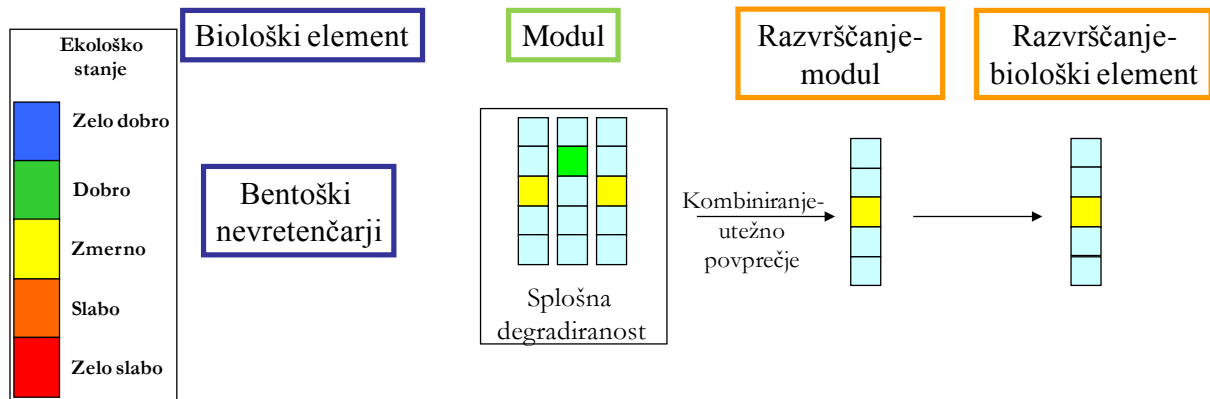 Ekološko
stanje
Zelo dobro
Dobro
Zmerno
Slabo
Zelo slabo
Biološki element
Modul
Razvrščanje-
modul
Razvrščanje-
biološki element
Bentoški
nevretenčarji
Splošna
degradiranost
Kombiniranje-
utežno
povprečje